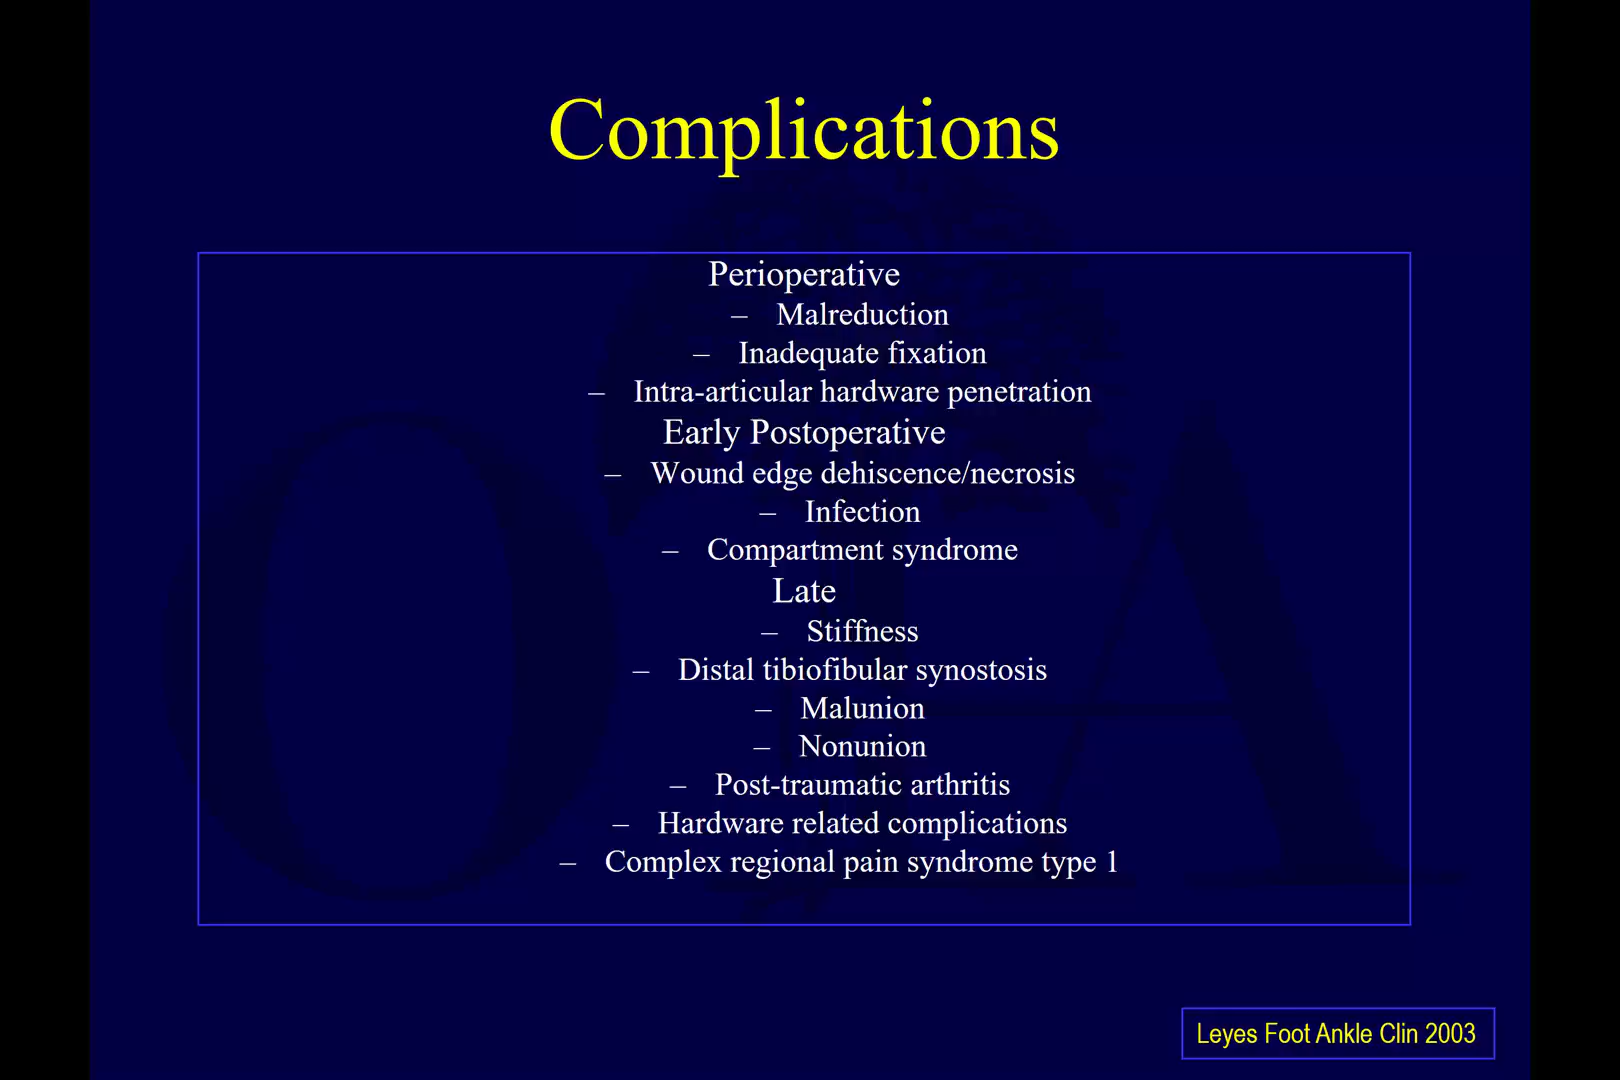 Complications
Perioperative
– Malreduction
– Inadequate fixation
– Intra-articular hardware penetration
Early Postoperative
– Wound edge dehiscence/necrosis
– Infection
– Compartment syndrome
Late
– Stiffness
– Distal tibiofibular synostosis
– Malunion
– Nonunion
– Post-traumatic arthritis
– Hardware related complications
– Complex regional pain syndrome type 1
Leyes Foot Ankle Clin 2003